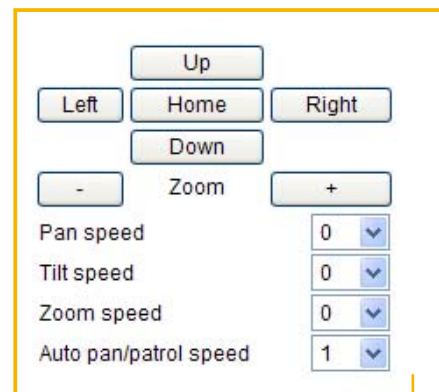 Up
Left Home Right
Down
- Zoom +
Pan speed 0
Tilt speed 0
Zoom speed 0
Auto pan/patrol speed 1